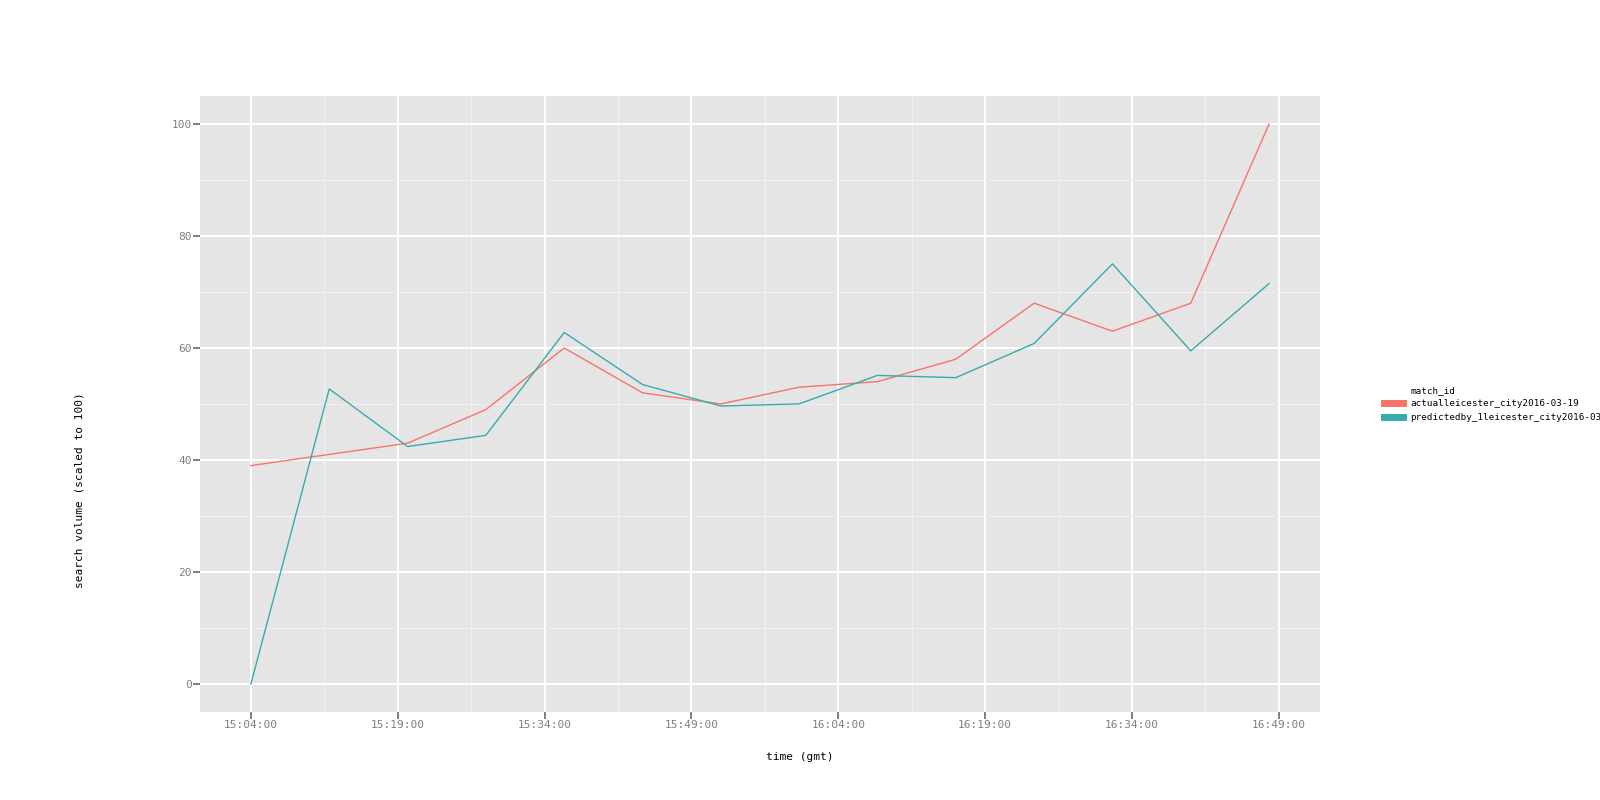 100
80
60
40
20
0
search volume (scaled to 100)
15:04:00 15:19:00 15:34:00 15:49:00 16:04:00 16:19:00 16:34:00 16:49:00
time (gmt)
match_id
actualleicester_city2016-03-19
predictedby_1leicester_city2016-03